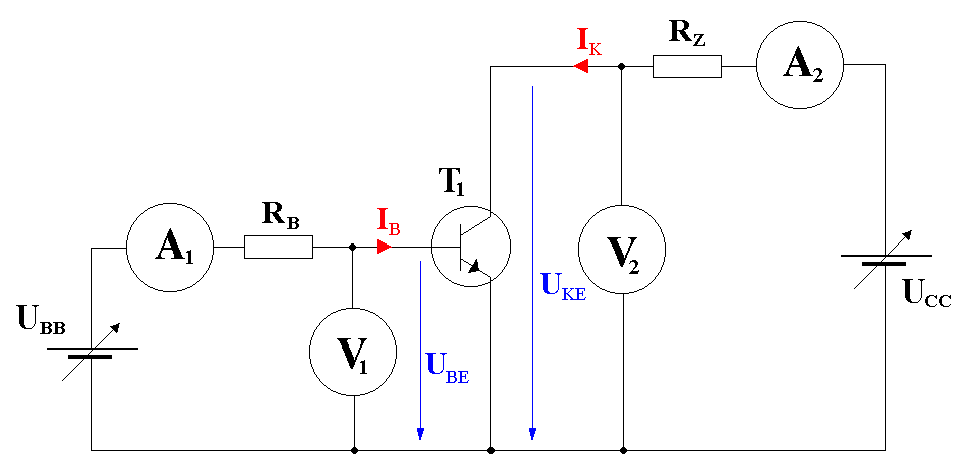 I_K
R_Z
A_2
T_1
R_B
I_B
A_1
V_2
U_KE
U_CC
U_BB
V_1
U_BE